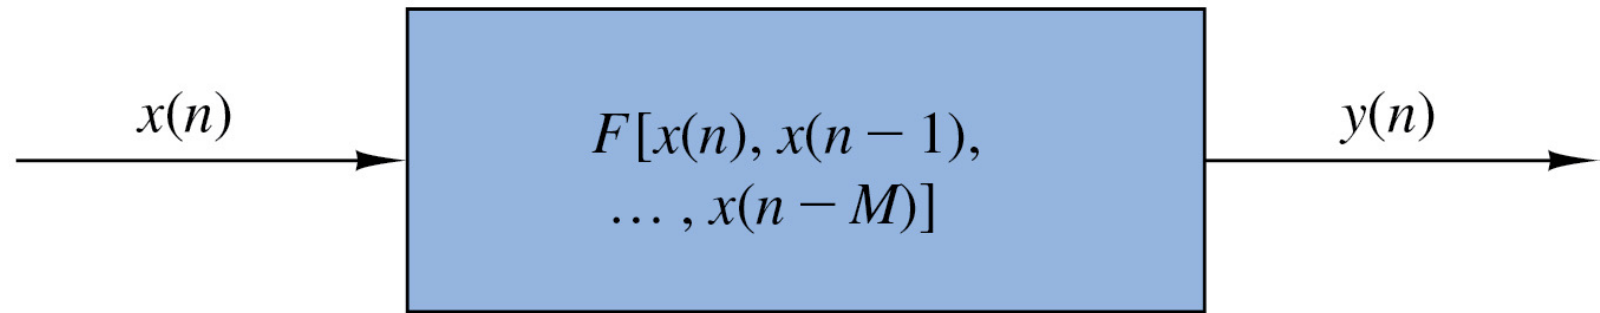 x(n)
F[x(n), x(n − 1),
… , x(n − M)]
y(n)